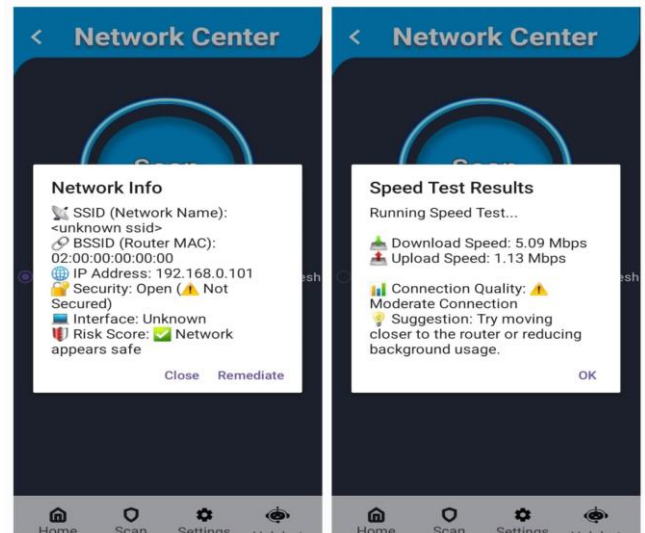 < Network Center
Network Info
SSID (Network Name):
<unknown ssid>
BSSID (Router MAC):
02:00:00:00:00:00
IP Address: 192.168.0.101
Security: Open (⚠ Not
Secured)
Interface: Unknown
Risk Score: ✅ Network
appears safe
Close Remediate
Home Scan Settings
< Network Center
Speed Test Results
Running Speed Test...
Download Speed: 5.09 Mbps
Upload Speed: 1.13 Mbps
Connection Quality: ⚠
Moderate Connection
Suggestion: Try moving
closer to the router or reducing
background usage.
OK
Home Scan Settings